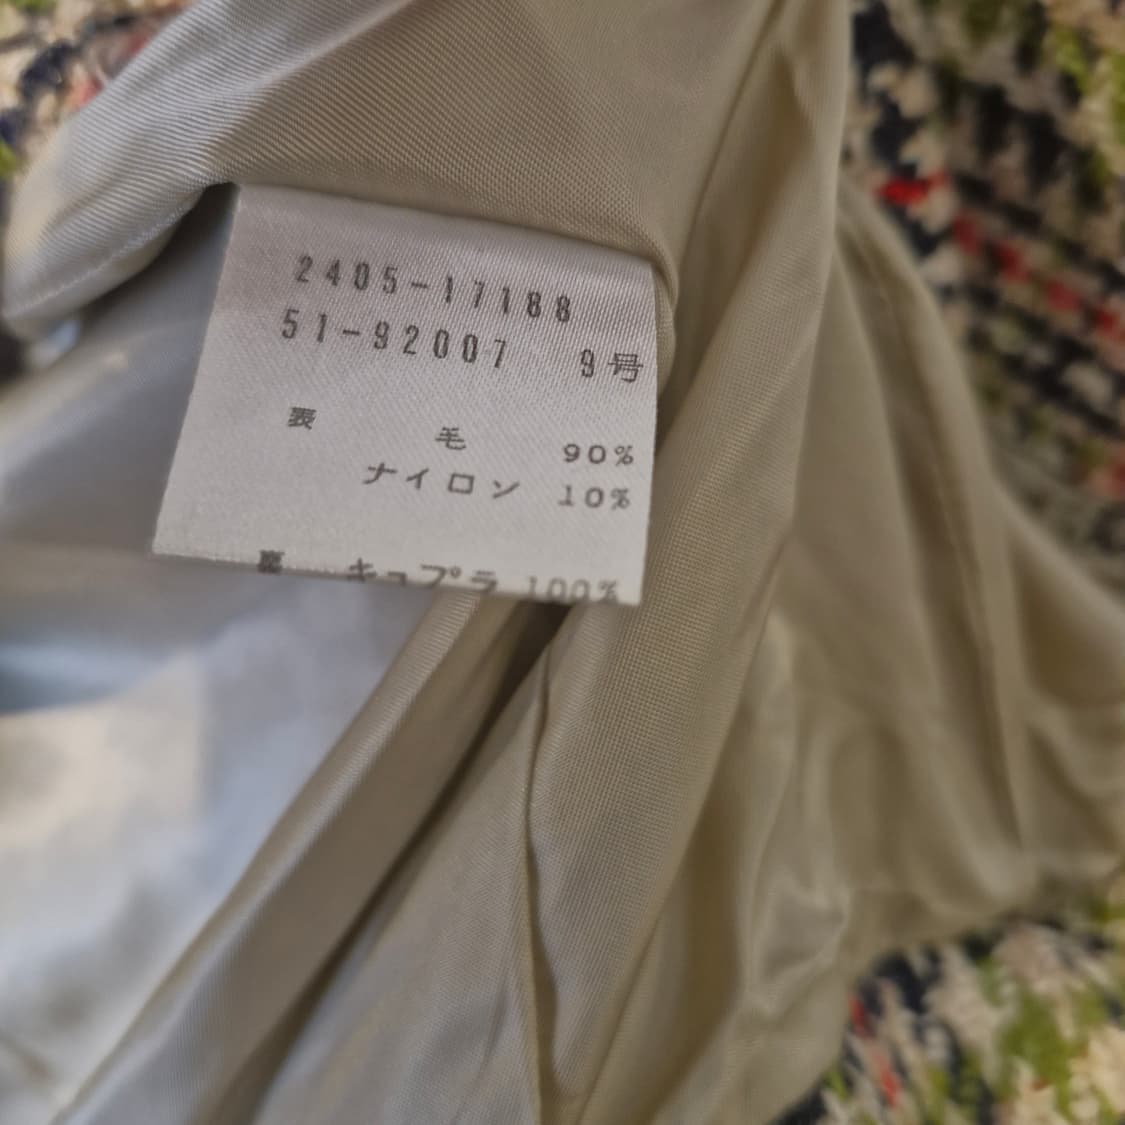 2405-17188
51-92007 9号
表 毛 90%
ナイロン 10%
裏 キュプラ 100%